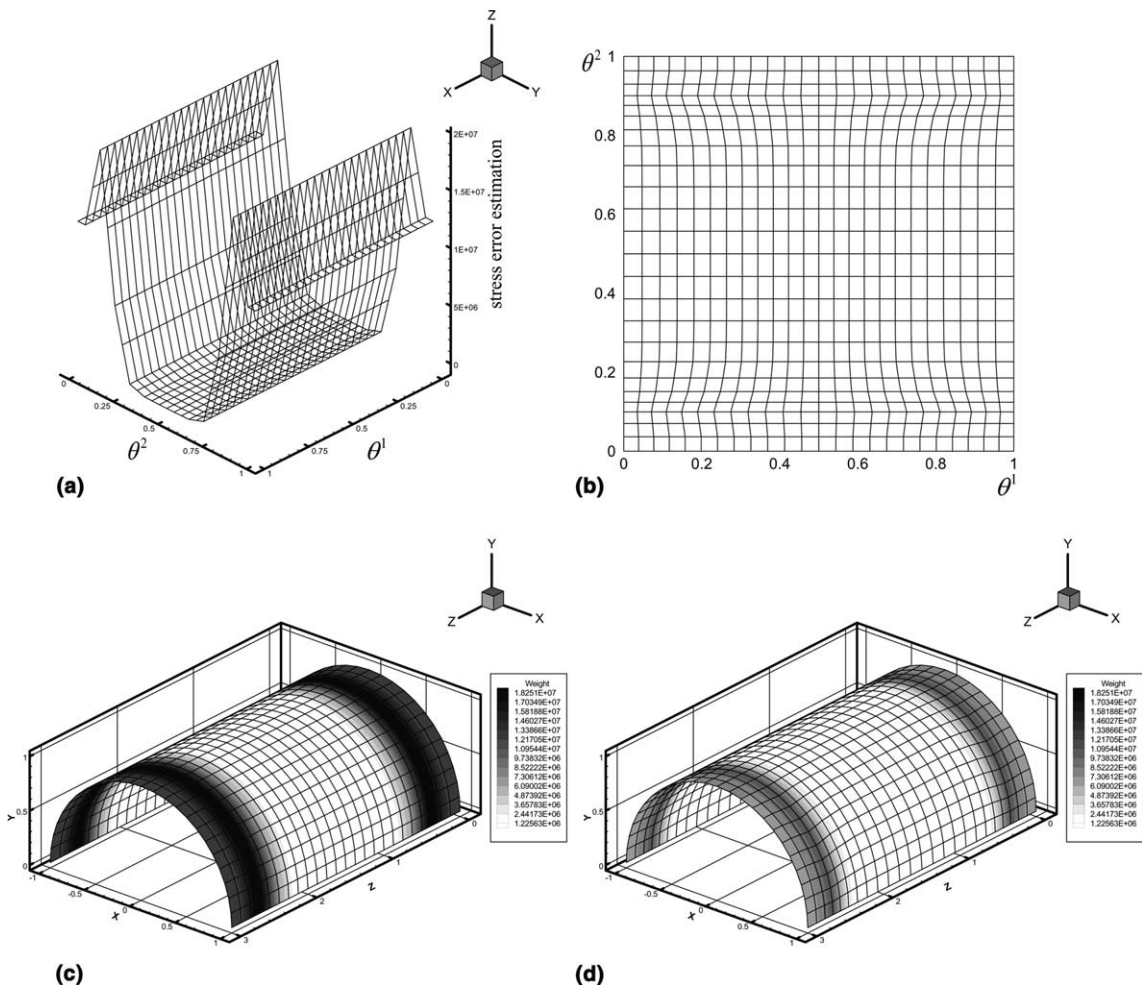 Z
X
Y
2E+07
1.5E+07
1E+07
5E+06
0
stress error estimation
0
0.25
0.5
0.75
1
θ²
0
0.25
0.5
0.75
1
θ¹
(a)
θ² 1
0.8
0.6
0.4
0.2
0
0
0.2
0.4
0.6
0.8
1
θ¹
(b)
Y
Z
X
Weight
1.8251E+07
1.70349E+07
1.58188E+07
1.46027E+07
1.33866E+07
1.21705E+07
1.09544E+07
9.73832E+06
8.52222E+06
7.30612E+06
6.09002E+06
4.87392E+06
3.65783E+06
2.44173E+06
1.22563E+06
1
0.5
0
Y
-1
-0.5
0
0.5
1
X
0
1
2
3
Z
(c)
Y
Z
X
Weight
1.8251E+07
1.70349E+07
1.58188E+07
1.46027E+07
1.33866E+07
1.21705E+07
1.09544E+07
9.73832E+06
8.52222E+06
7.30612E+06
6.09002E+06
4.87392E+06
3.65783E+06
2.44173E+06
1.22563E+06
1
0.5
0
Y
-1
-0.5
0
0.5
1
X
0
1
2
3
Z
(d)